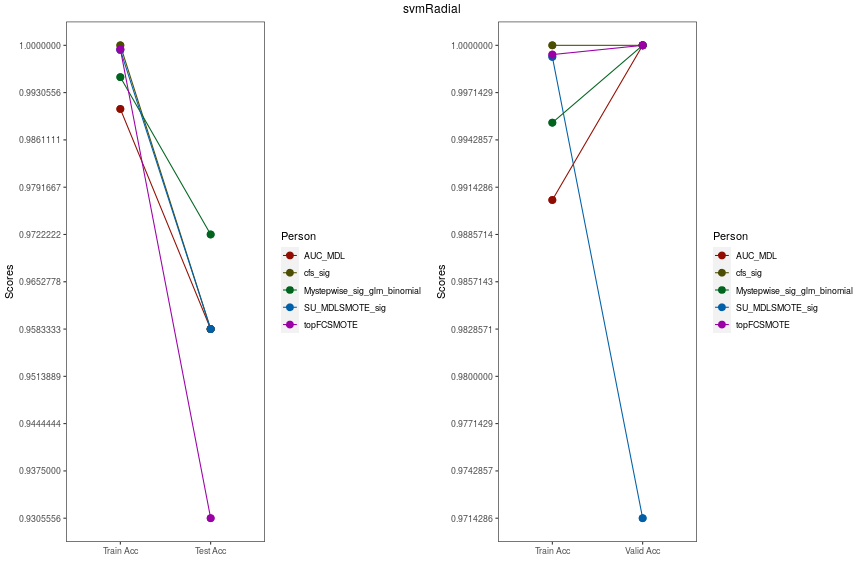 svmRadial
Scores
1.0000000
0.9930556
0.9861111
0.9791667
0.9722222
0.9652778
0.9583333
0.9513889
0.9444444
0.9375000
0.9305556
Train Acc
Test Acc
Person
AUC_MDL
cfs_sig
Mystepwise_sig_glm_binomial
SU_MDLSMOTE_sig
topFCSMOTE
Scores
1.0000000
0.9971429
0.9942857
0.9914286
0.9885714
0.9857143
0.9828571
0.9800000
0.9771429
0.9742857
0.9714286
Train Acc
Valid Acc
Person
AUC_MDL
cfs_sig
Mystepwise_sig_glm_binomial
SU_MDLSMOTE_sig
topFCSMOTE